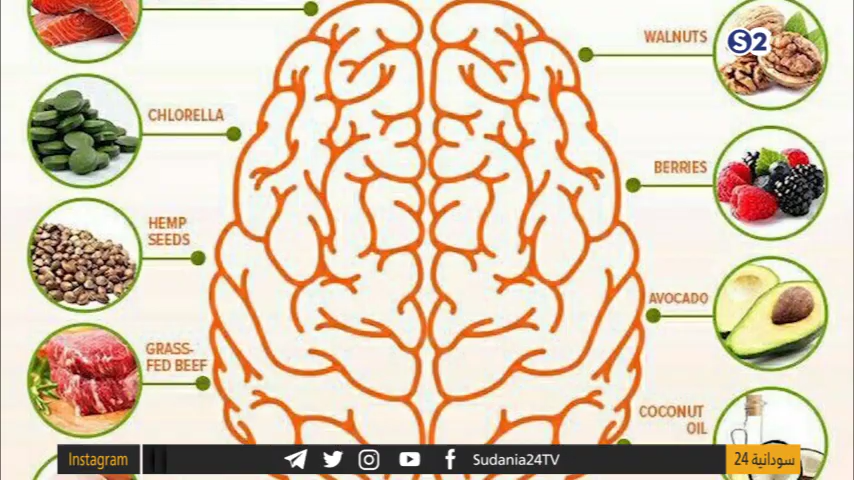 WALNUTS
S2
CHLORELLA
BERRIES
HEMP
SEEDS
AVOCADO
GRASS-
FED BEEF
COCONUT
OIL
Instagram
Sudania24TV
سودانية 24